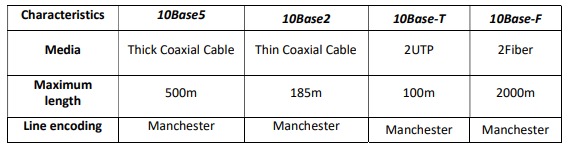 Characteristics 10Base5 10Base2 10Base-T 10Base-F
Media Thick Coaxial Cable Thin Coaxial Cable 2UTP 2Fiber
Maximum length 500m 185m 100m 2000m
Line encoding Manchester Manchester Manchester Manchester